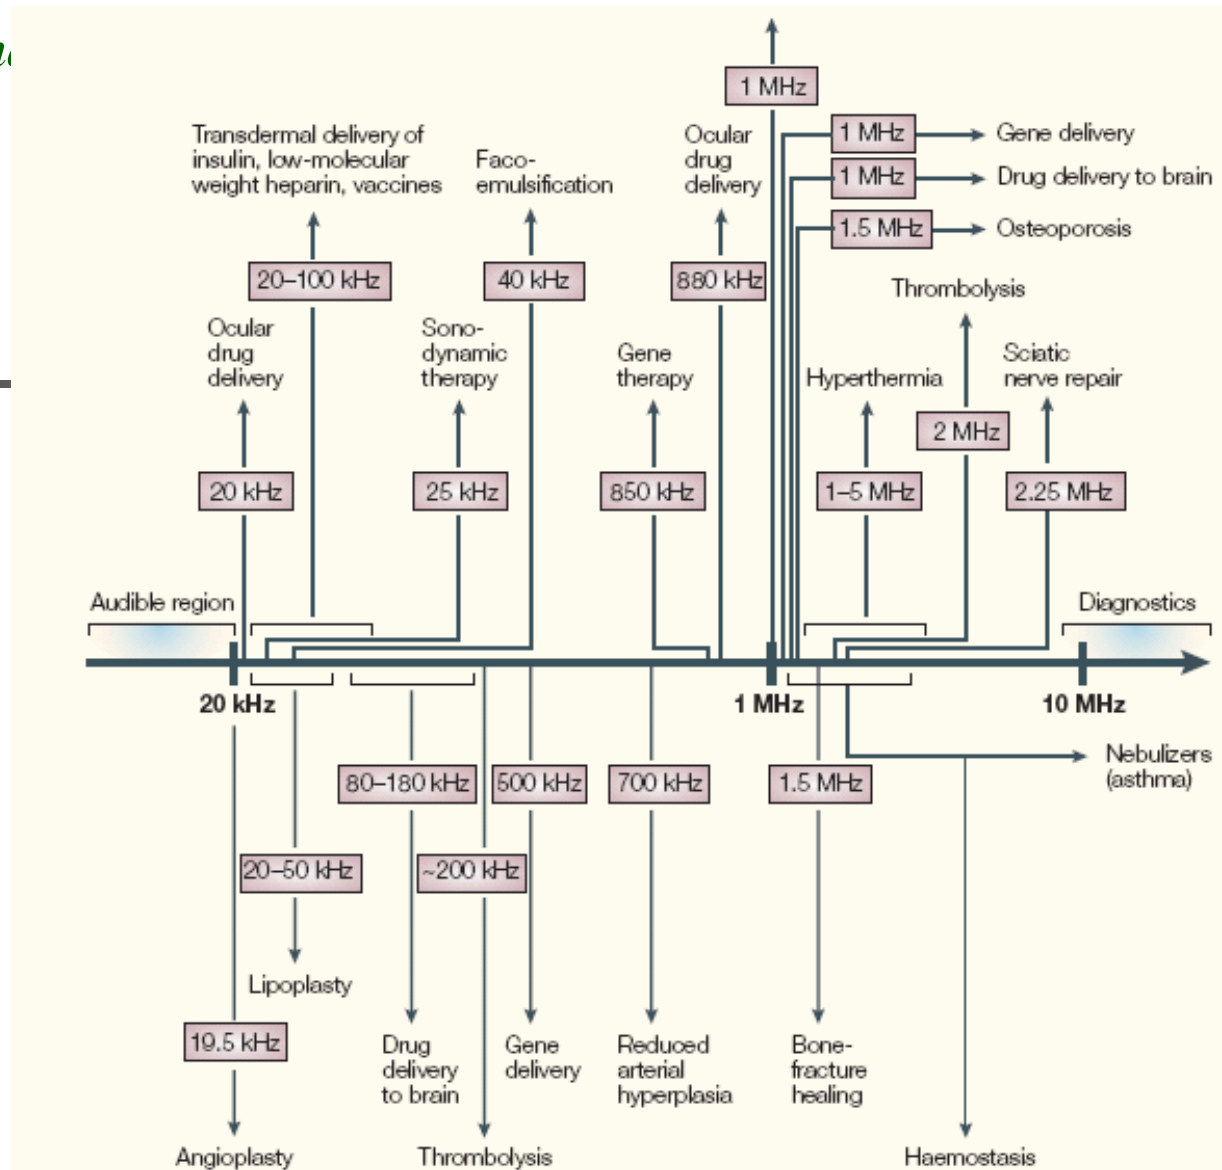 1 MHz
Transdermal delivery of
insulin, low-molecular
weight heparin, vaccines
Faco-
emulsification
Ocular
drug
delivery
1 MHz
Gene delivery
1 MHz
Drug delivery to brain
1.5 MHz
Osteoporosis
20–100 kHz
40 kHz
880 kHz
Thrombolysis
Ocular
drug
delivery
Sono-
dynamic
therapy
Gene
therapy
Hyperthermia
Sciatic
nerve repair
2 MHz
20 kHz
25 kHz
850 kHz
1–5 MHz
2.25 MHz
Audible region
Diagnostics
20 kHz
1 MHz
10 MHz
Nebulizers
(asthma)
80–180 kHz
500 kHz
700 kHz
1.5 MHz
20–50 kHz
~200 kHz
Lipoplasty
19.5 kHz
Drug
delivery
to brain
Gene
delivery
Reduced
arterial
hyperplasia
Bone-
fracture
healing
Angioplasty
Thrombolysis
Haemostasis